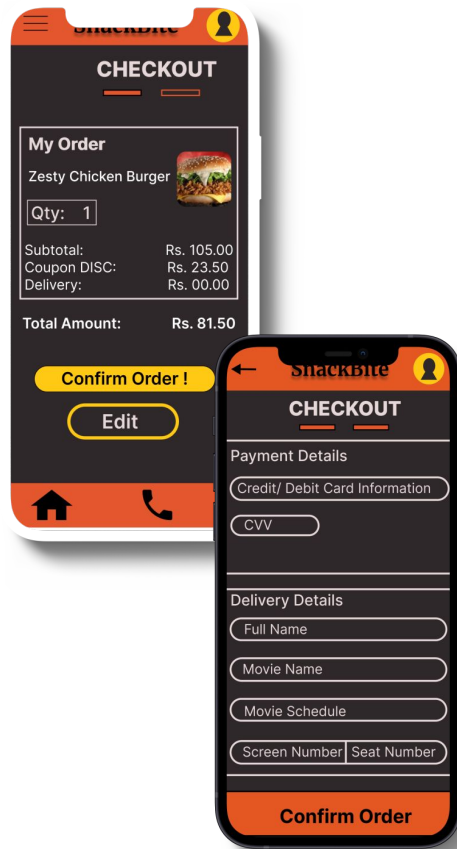 SnackBite
CHECKOUT
My Order
Zesty Chicken Burger
Qty: 1
Subtotal: Rs. 105.00
Coupon DISC: Rs. 23.50
Delivery: Rs. 00.00
Total Amount: Rs. 81.50
Confirm Order !
Edit
SnackBite
CHECKOUT
Payment Details
Credit/ Debit Card Information
CVV
Delivery Details
Full Name
Movie Name
Movie Schedule
Screen Number Seat Number
Confirm Order